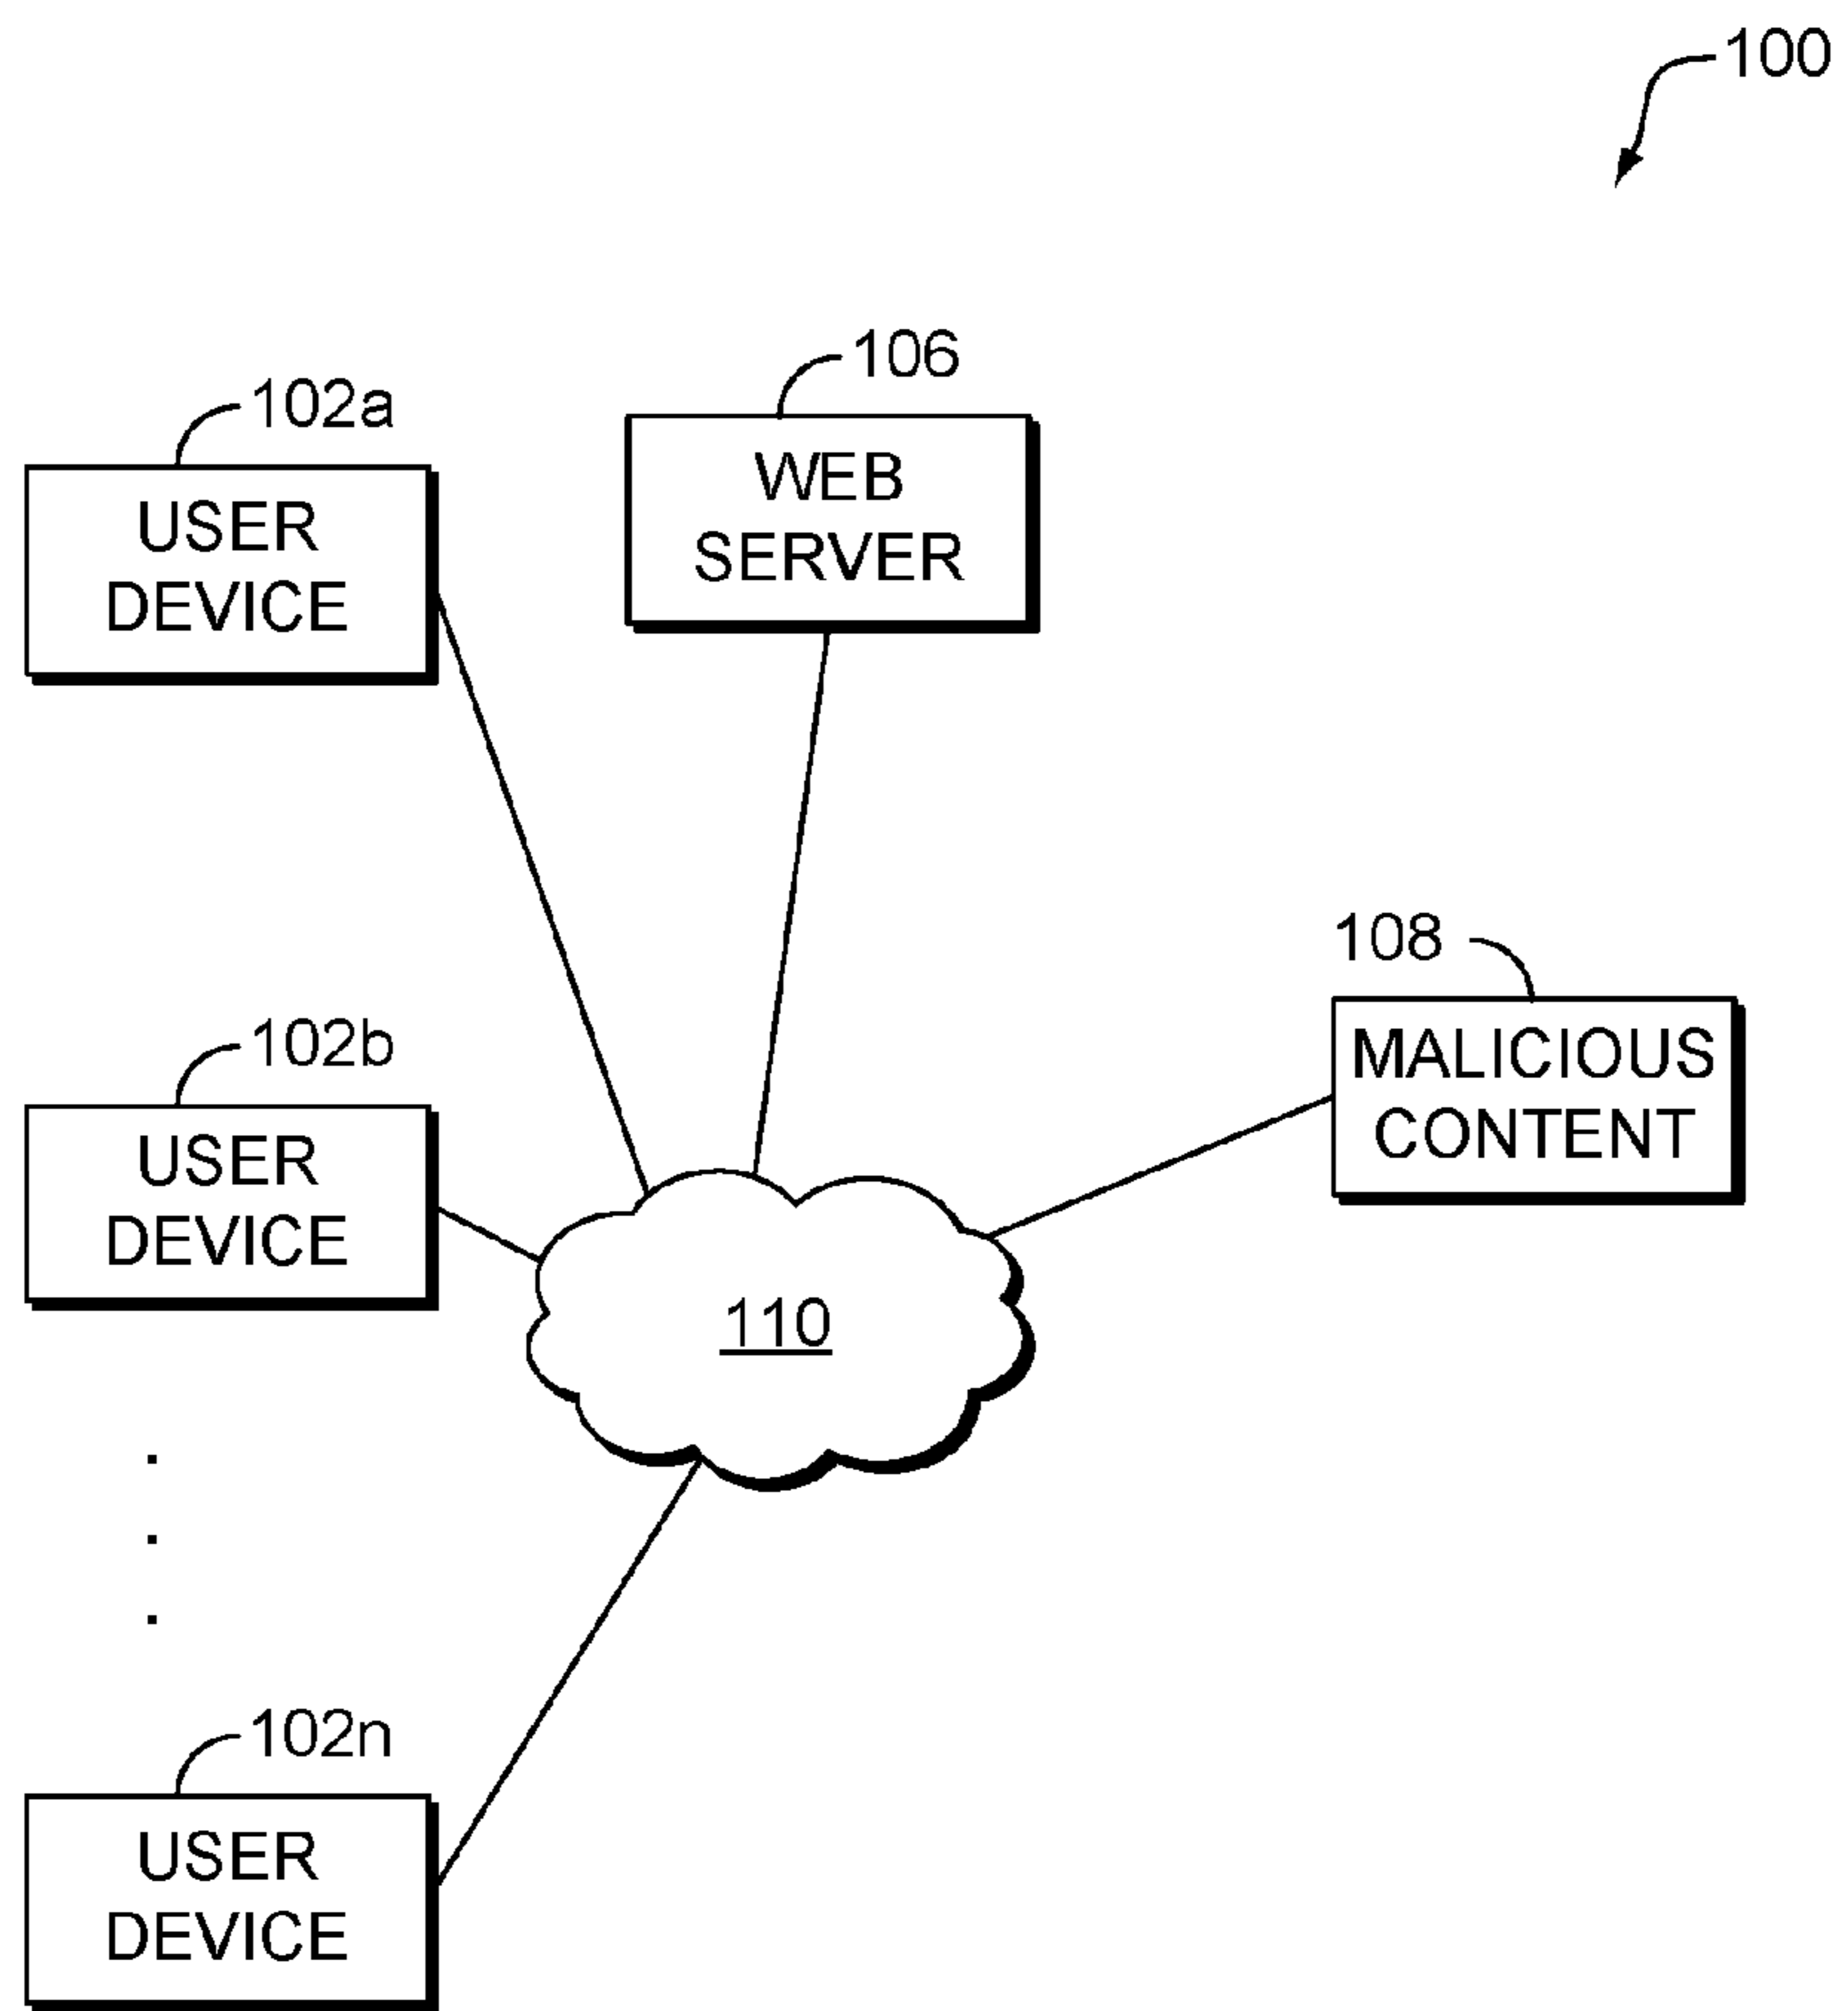 100
106
102a
WEB
SERVER
USER
DEVICE
108
102b
MALICIOUS
CONTENT
USER
DEVICE
110
102n
USER
DEVICE